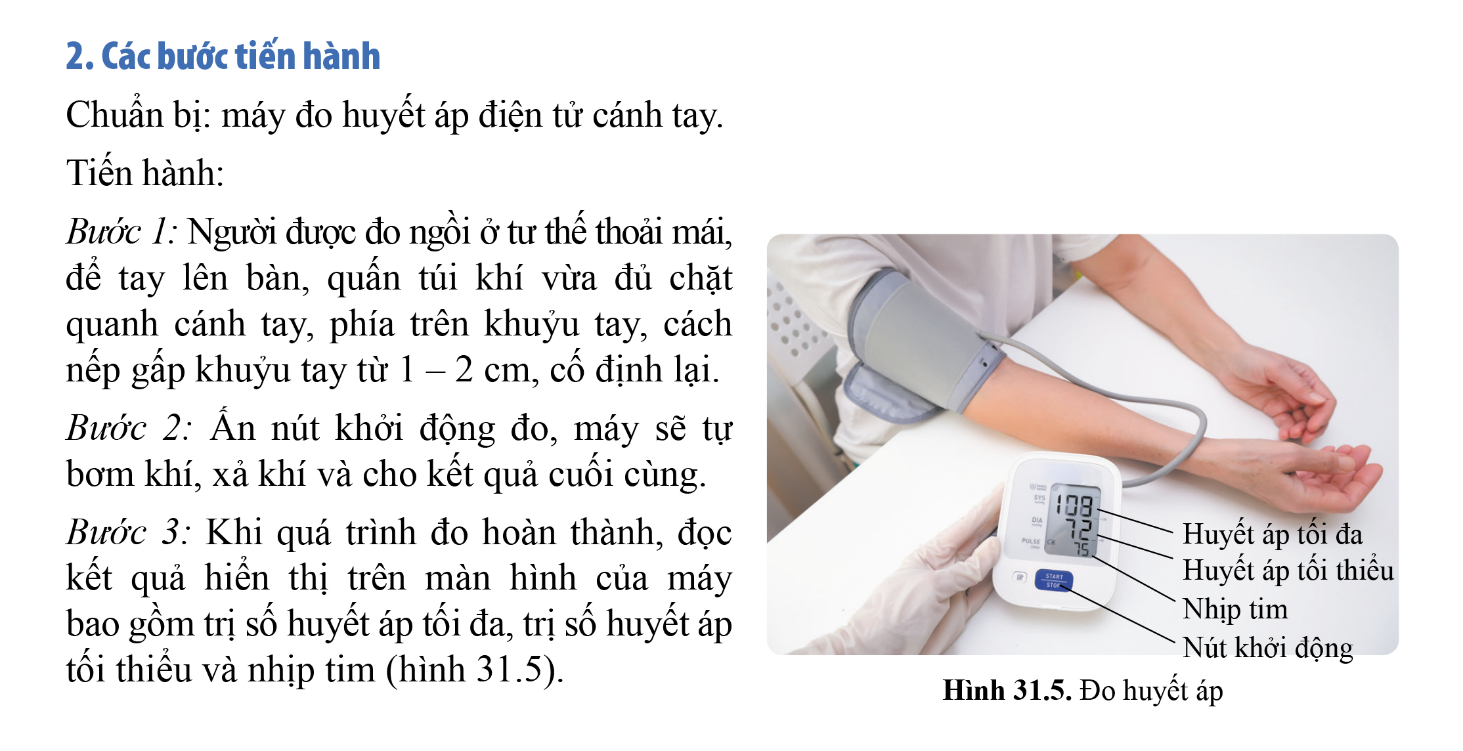 2. Các bước tiến hành
Chuẩn bị: máy đo huyết áp điện tử cánh tay.
Tiến hành:
Bước 1: Người được đo ngồi ở tư thế thoải mái,
để tay lên bàn, quấn túi khí vừa đủ chặt
quanh cánh tay, phía trên khuỷu tay, cách
nếp gấp khuỷu tay từ 1 – 2 cm, cố định lại.
Bước 2: Ấn nút khởi động đo, máy sẽ tự
bơm khí, xả khí và cho kết quả cuối cùng.
Bước 3: Khi quá trình đo hoàn thành, đọc
kết quả hiển thị trên màn hình của máy
bao gồm trị số huyết áp tối đa, trị số huyết áp
tối thiểu và nhịp tim (hình 31.5).
SYS
108
DIA
72
PULSE
75
START
STOP
Huyết áp tối đa
Huyết áp tối thiểu
Nhịp tim
Nút khởi động
Hình 31.5. Đo huyết áp